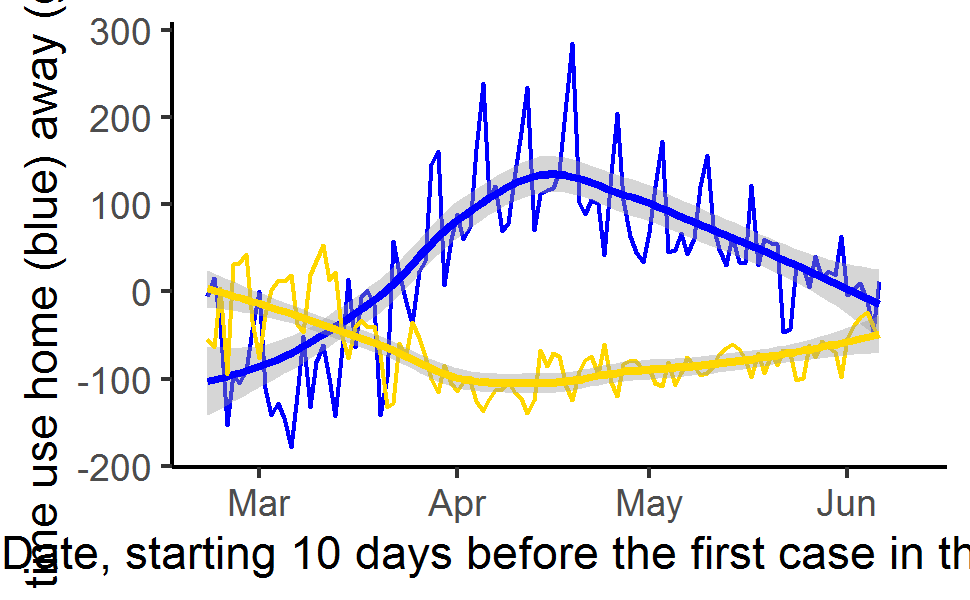 time use home (blue) away (
300
200
100
0
-100
-200
Mar Apr May Jun
Date, starting 10 days before the first case in th